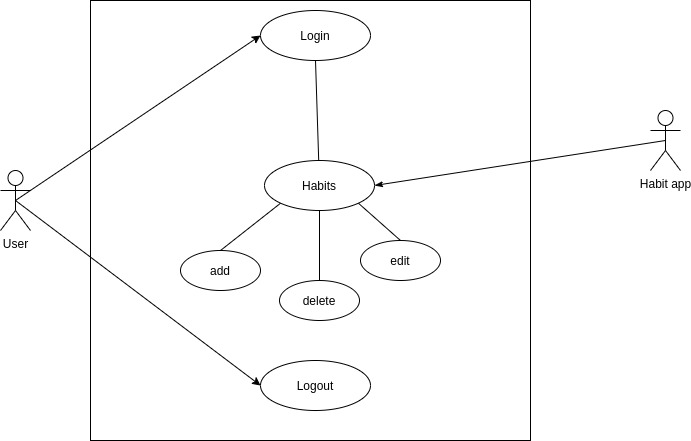 Login
Habits
Habit app
User
add
edit
delete
Logout